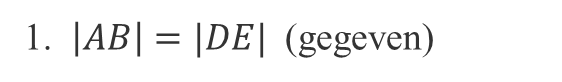 1. |AB| = |DE| (gegeven)